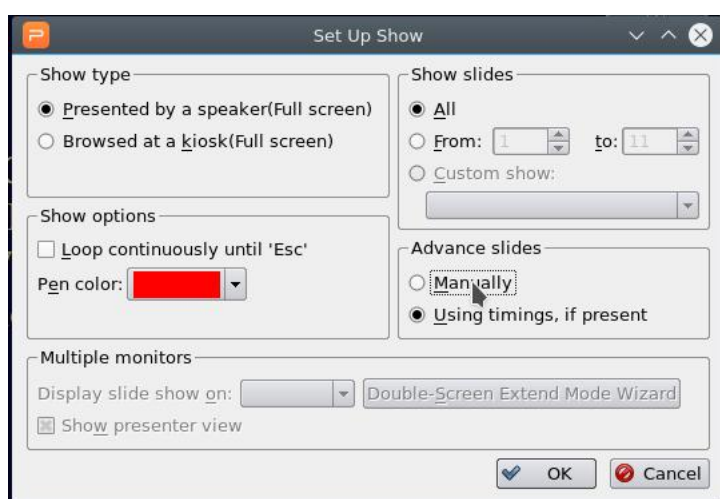 Set Up Show
Show type
Presented by a speaker(Full screen)
Browsed at a kiosk(Full screen)
Show slides
All
From: 1 to: 11
Custom show:
Show options
Loop continuously until 'Esc'
Pen color:
Advance slides
Manually
Using timings, if present
Multiple monitors
Display slide show on: Double-Screen Extend Mode Wizard
Show presenter view
OK Cancel